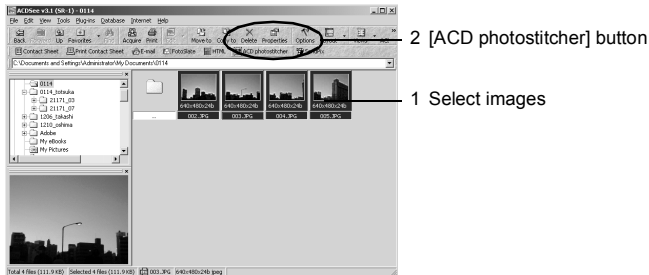 ACDSee v3.1 (SR-1) - 0114
File Edit View Tools Plug-ins Database Internet Help
Back Up Favorites Acquire Print Move to Copy to Delete Properties Options
Contact Sheet Print Contact Sheet E-mail FotoSlate HTML ACD photostitcher
C:\Documents and Settings\Administrator\My Documents\0114
2 [ACD photostitcher] button
0114
0114_totsuka
21171_03
21171_07
1206_takashi
1210_oshima
Adobe
My eBooks
My Pictures
640x480x24b 640x480x24b 640x480x24b 640x480x24b
.. 002.JPG 003.JPG 004.JPG 005.JPG
1 Select images
Total 4 files (111.9 KB) Selected 4 files (111.9 KB) 003.JPG 640x480x24b jpeg